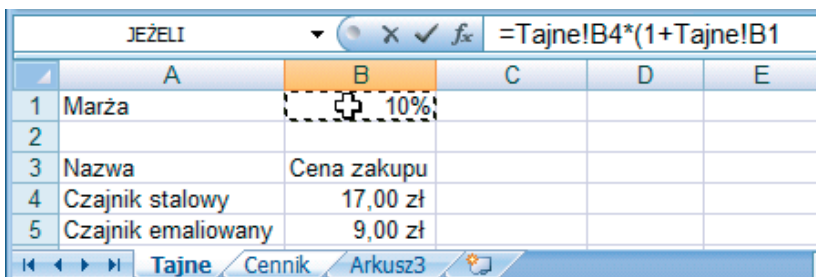 JEŻELI fx =Tajne!B4*(1+Tajne!B1
A B C D E
1 Marża 10%
2
3 Nazwa Cena zakupu
4 Czajnik stalowy 17,00 zł
5 Czajnik emaliowany 9,00 zł
Tajne Cennik Arkusz3